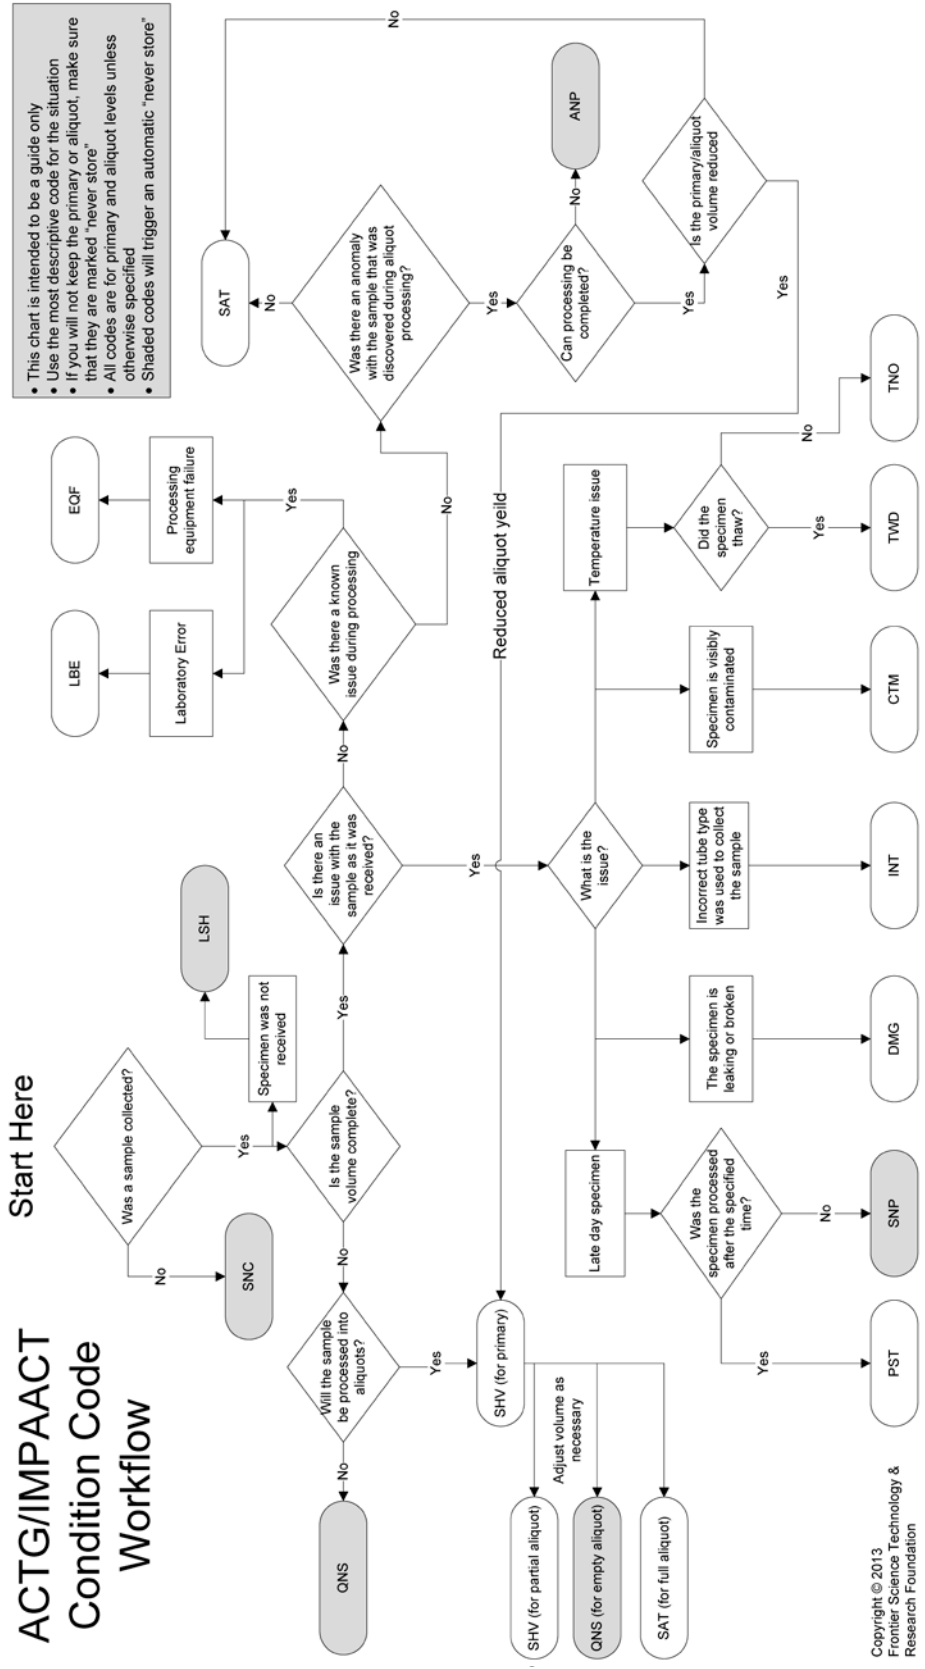 ACTG/IMPAACT
Condition Code
Workflow
Start Here
• This chart is intended to be a guide only
• Use the most descriptive code for the situation
• If you will not keep the primary or aliquot, make sure
that they are marked “never store”
• All codes are for primary and aliquot levels unless
otherwise specified
• Shaded codes will trigger an automatic “never store”
Was a sample collected?
No
SNC
Yes
Specimen was not
received
LSH
Is the sample
volume complete?
No
Will the sample
be processed into
aliquots?
No
QNS
Yes
SHV (for primary)
Adjust volume as
necessary
SHV (for partial aliquot)
QNS (for empty aliquot)
SAT (for full aliquot)
Yes
Is there an
issue with the
sample as it was
received?
No
Was there a known
issue during processing
Yes
Laboratory Error
LBE
Processing
equipment failure
EQF
No
Was there an anomaly
with the sample that was
discovered during aliquot
processing?
No
SAT
Yes
Can processing be
completed?
No
ANP
Yes
Is the primary/aliquot
volume reduced
No
Yes
Reduced aliquot yeild
Yes
What is the
issue?
Late day specimen
Was the
specimen processed
after the specified
time?
Yes
PST
No
SNP
The specimen is
leaking or broken
DMG
Incorrect tube type
was used to collect
the sample
INT
Specimen is visibly
contaminated
CTM
Temperature issue
Did the
specimen
thaw?
Yes
TWD
No
TNO
Copyright © 2013
Frontier Science Technology &
Research Foundation